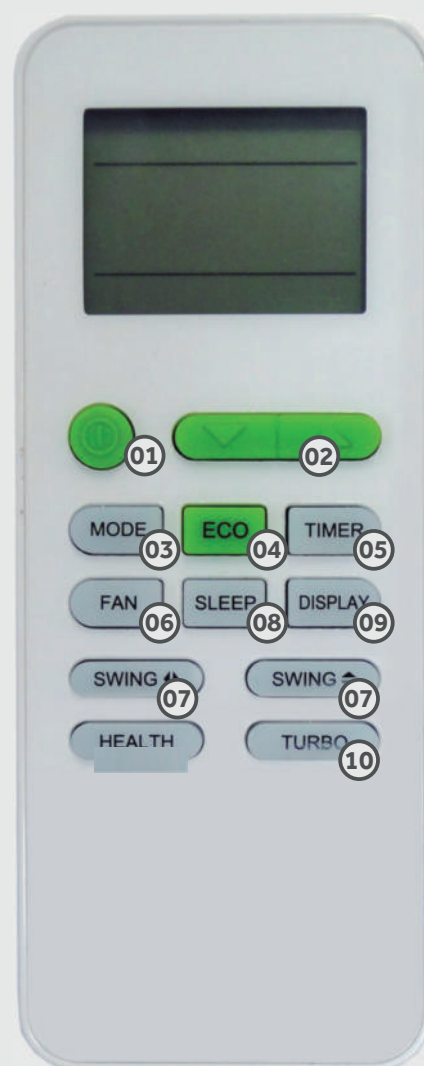 01 02
MODE 03 ECO 04 TIMER 05
FAN 06 SLEEP 08 DISPLAY 09
SWING 07 SWING 07
HEALTH TURBO 10